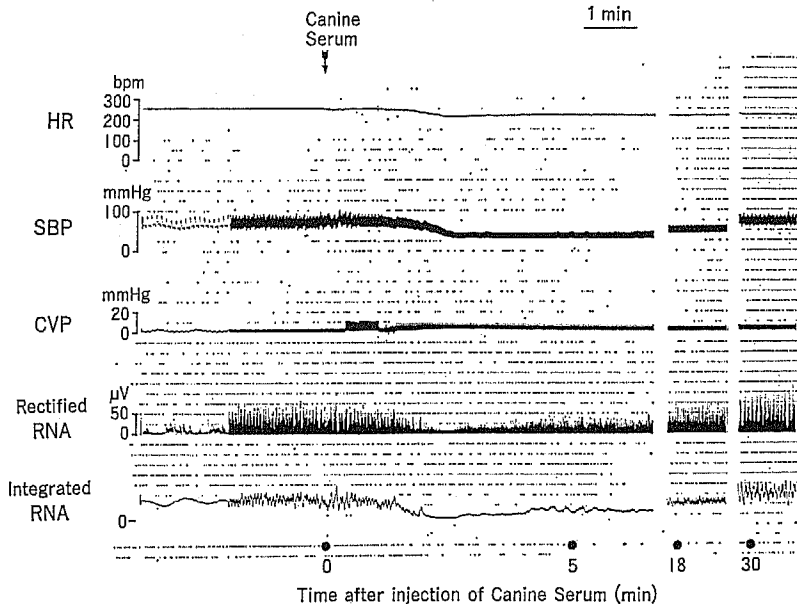 Canine
Serum
1 min
bpm
300
200
100
0
HR
mmHg
100
0
SBP
mmHg
20
0
CVP
μV
50
0
Rectified
RNA
Integrated
RNA
0
0 5 18 30
Time after injection of Canine Serum (min)